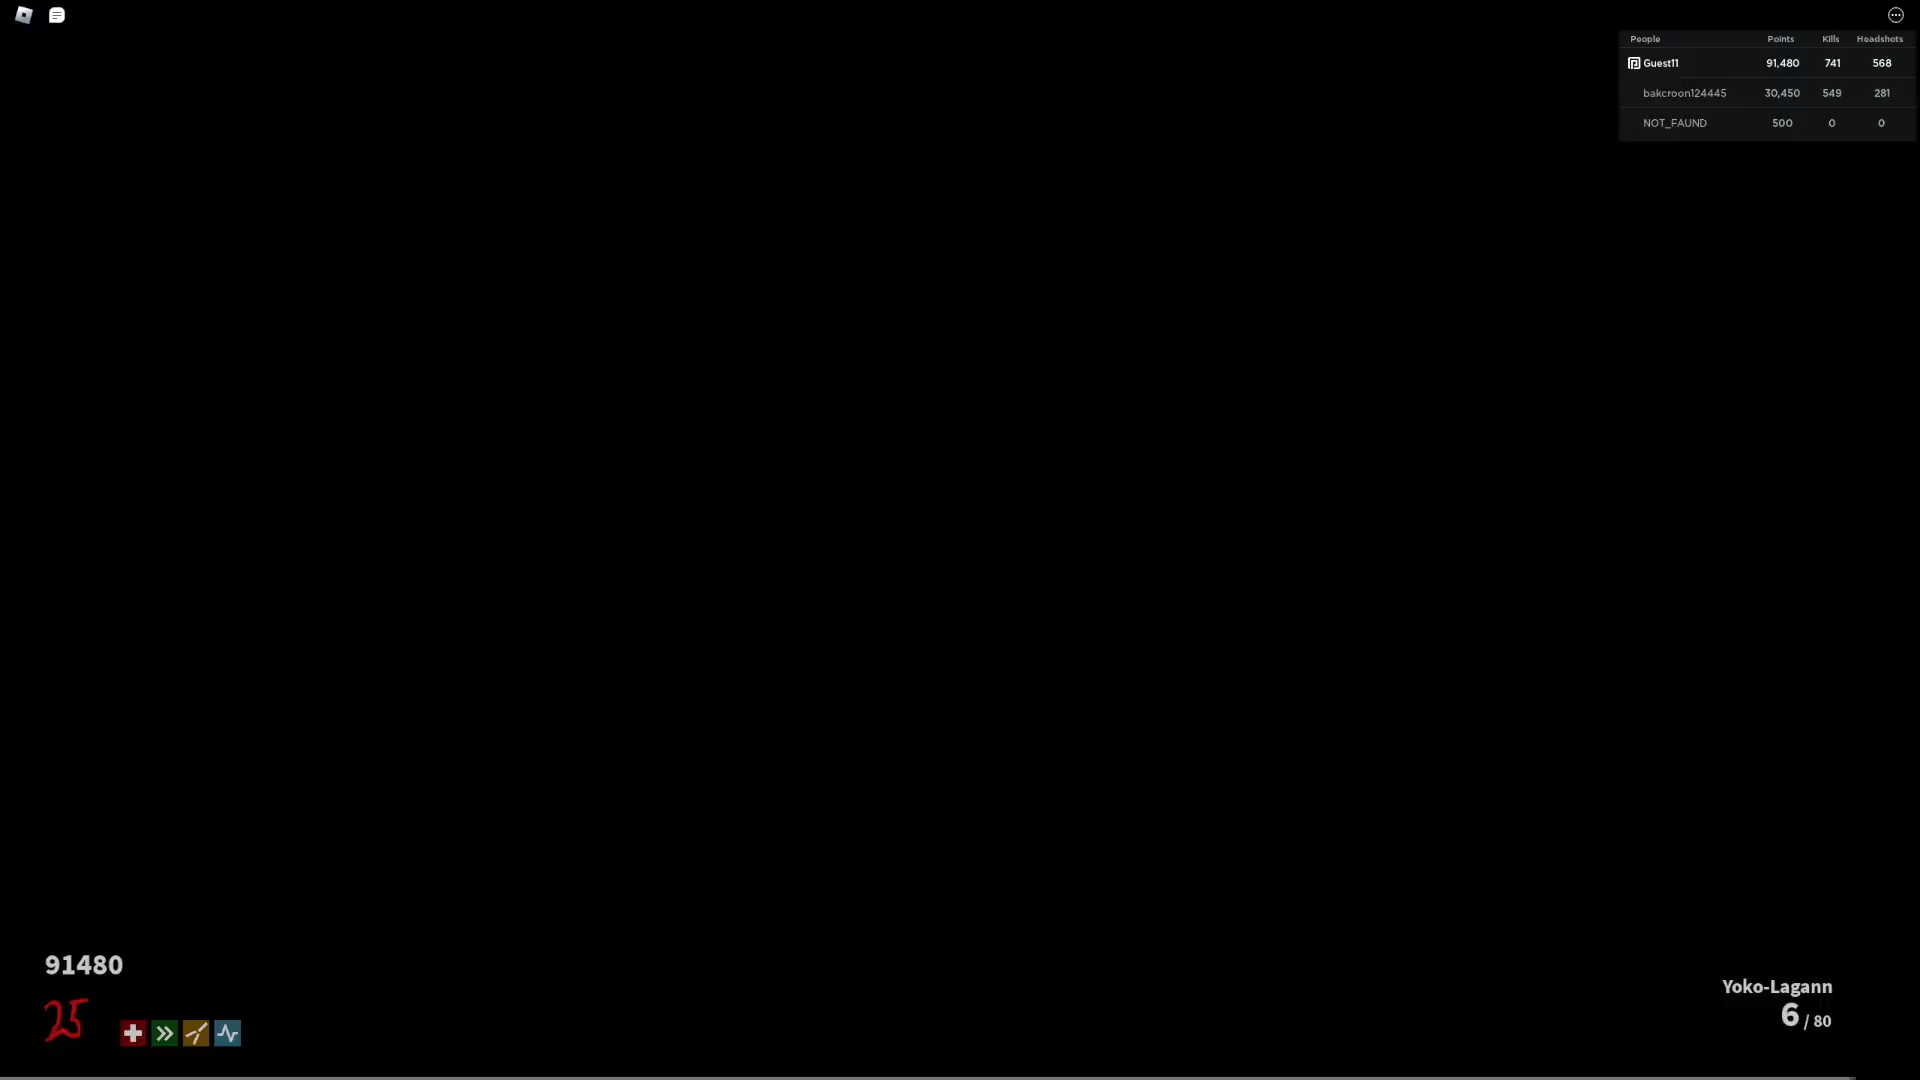 People Points Kills Headshots
Guest11 91,480 741 568
bakcroon124445 30,450 549 281
NOT_FAUND 500 0 0
91480
25
Yoko-Lagann
6 / 80